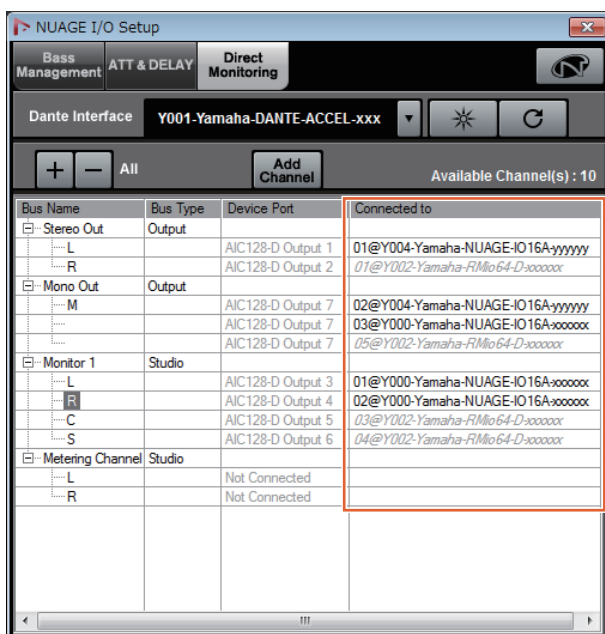 NUAGE I/O Setup
Bass Management ATT & DELAY Direct Monitoring
Dante Interface Y001-Yamaha-DANTE-ACCEL-xxx
+ − All Add Channel Available Channel(s) : 10
Bus Name Bus Type Device Port Connected to
Stereo Out Output
L AIC128-D Output 1 01@Y004-Yamaha-NUAGE-IO16A-yyyyyy
R AIC128-D Output 2 01@Y002-Yamaha-RMio64-D-xxxxxx
Mono Out Output
M AIC128-D Output 7 02@Y004-Yamaha-NUAGE-IO16A-yyyyyy
AIC128-D Output 7 03@Y000-Yamaha-NUAGE-IO16A-xxxxxx
AIC128-D Output 7 05@Y002-Yamaha-RMio64-D-xxxxxx
Monitor 1 Studio
L AIC128-D Output 3 01@Y000-Yamaha-NUAGE-IO16A-xxxxxx
R AIC128-D Output 4 02@Y000-Yamaha-NUAGE-IO16A-xxxxxx
C AIC128-D Output 5 03@Y002-Yamaha-RMio64-D-xxxxxx
S AIC128-D Output 6 04@Y002-Yamaha-RMio64-D-xxxxxx
Metering Channel Studio
L Not Connected
R Not Connected